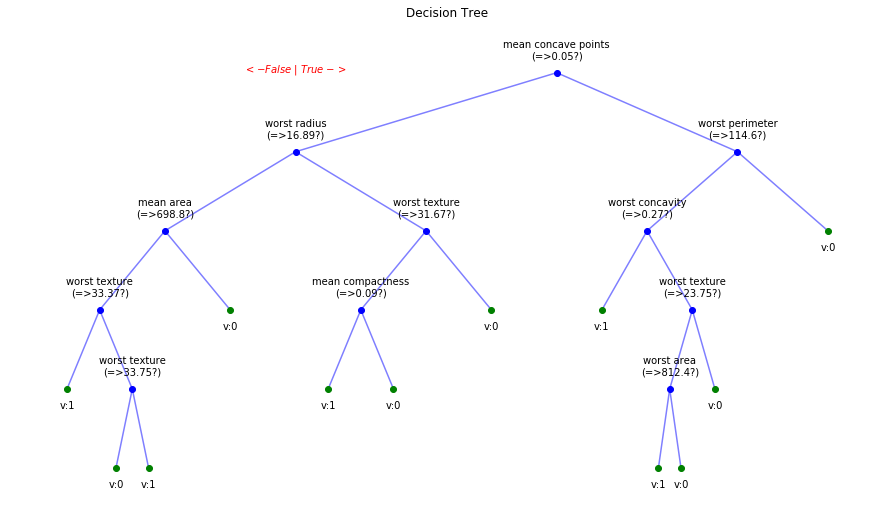 Decision Tree
mean concave points
(=>0.05?)
<−False | True−>
worst radius
(=>16.89?)
worst perimeter
(=>114.6?)
mean area
(=>698.8?)
worst texture
(=>31.67?)
worst concavity
(=>0.27?)
v:0
worst texture
(=>33.37?)
v:0
mean compactness
(=>0.09?)
v:0
v:1
worst texture
(=>23.75?)
v:1
worst texture
(=>33.75?)
v:1
v:0
worst area
(=>812.4?)
v:0
v:0
v:1
v:1
v:0